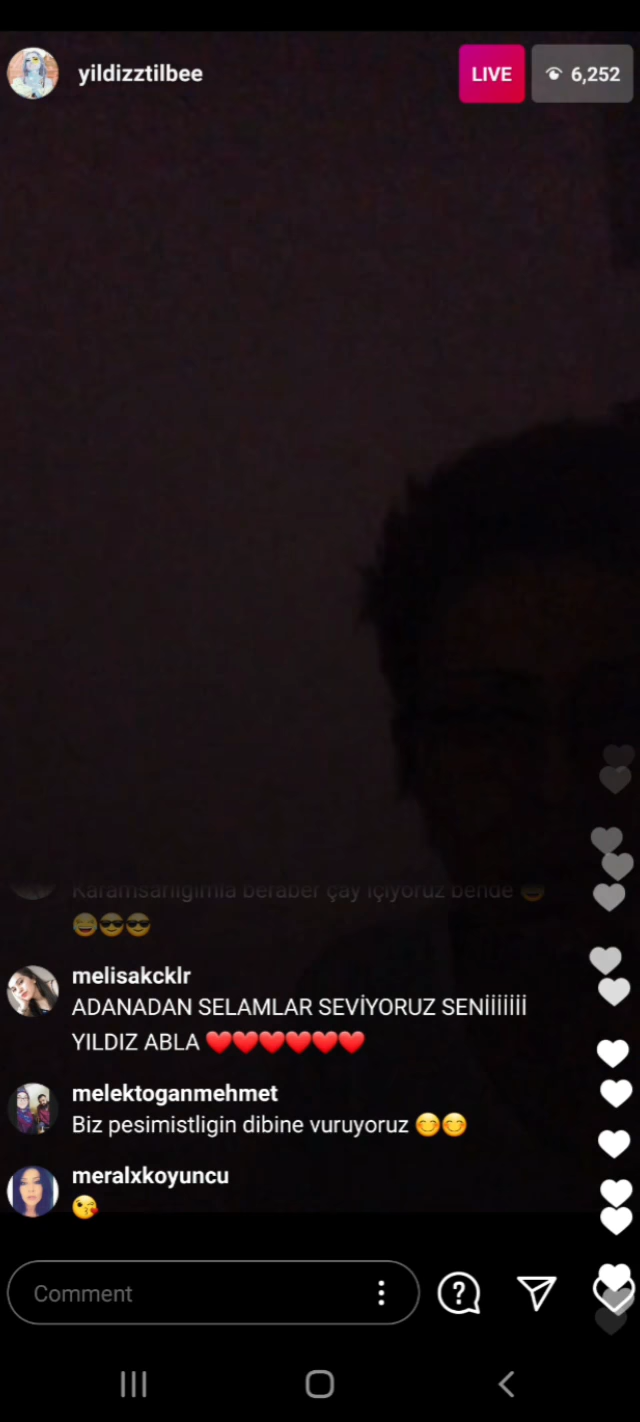 yildizztilbee
LIVE
6,252
Karamsarlığımla beraber çay içiyoruz bende 😅
😅😎😎
melisakcklr
ADANADAN SELAMLAR SEVİYORUZ SENİİİİİİİ
YILDIZ ABLA ❤️❤️❤️❤️❤️❤️
melektoganmehmet
Biz pesimistligin dibine vuruyoruz 😊😊
meralxkoyuncu
😘
Comment